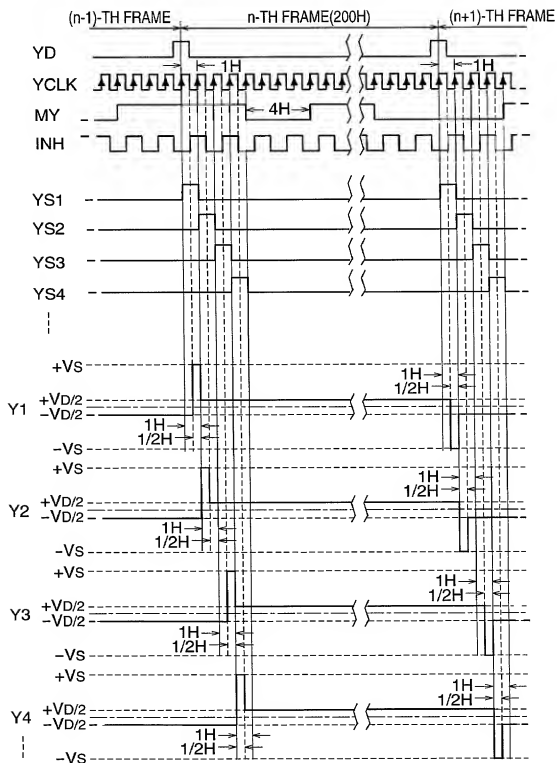 (n-1)-TH FRAME n-TH FRAME(200H) (n+1)-TH FRAME
YD 1H 1H
YCLK
MY 4H
INH
YS1
YS2
YS3
YS4
+VS
1H
+VD/2 1/2H
Y1 -VD/2
1H
1/2H
-VS
+VS
1H
+VD/2 1/2H
Y2 -VD/2
1H
1/2H
-VS
+VS
1H
+VD/2 1/2H
Y3 -VD/2
1H
1/2H
-VS
+VS
1H
+VD/2 1/2H
Y4 -VD/2
1H
1/2H
-VS